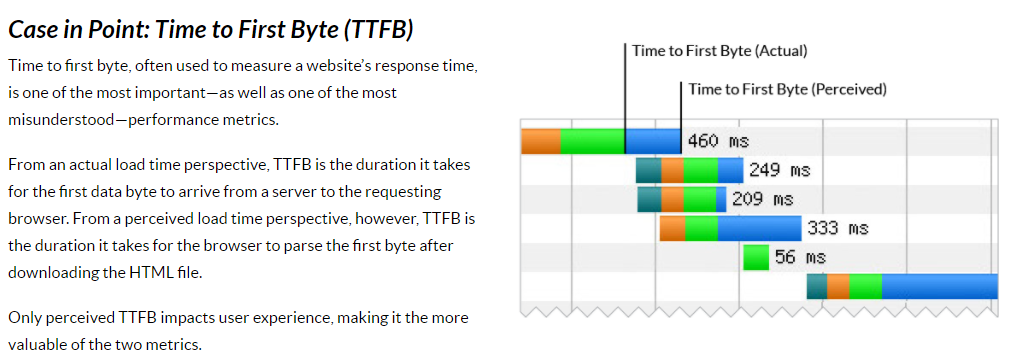 Case in Point: Time to First Byte (TTFB)
Time to first byte, often used to measure a website’s response time,
is one of the most important—as well as one of the most
misunderstood—performance metrics.
From an actual load time perspective, TTFB is the duration it takes
for the first data byte to arrive from a server to the requesting
browser. From a perceived load time perspective, however, TTFB is
the duration it takes for the browser to parse the first byte after
downloading the HTML file.
Only perceived TTFB impacts user experience, making it the more
valuable of the two metrics.
Time to First Byte (Actual)
Time to First Byte (Perceived)
460 ms
249 ms
209 ms
333 ms
56 ms